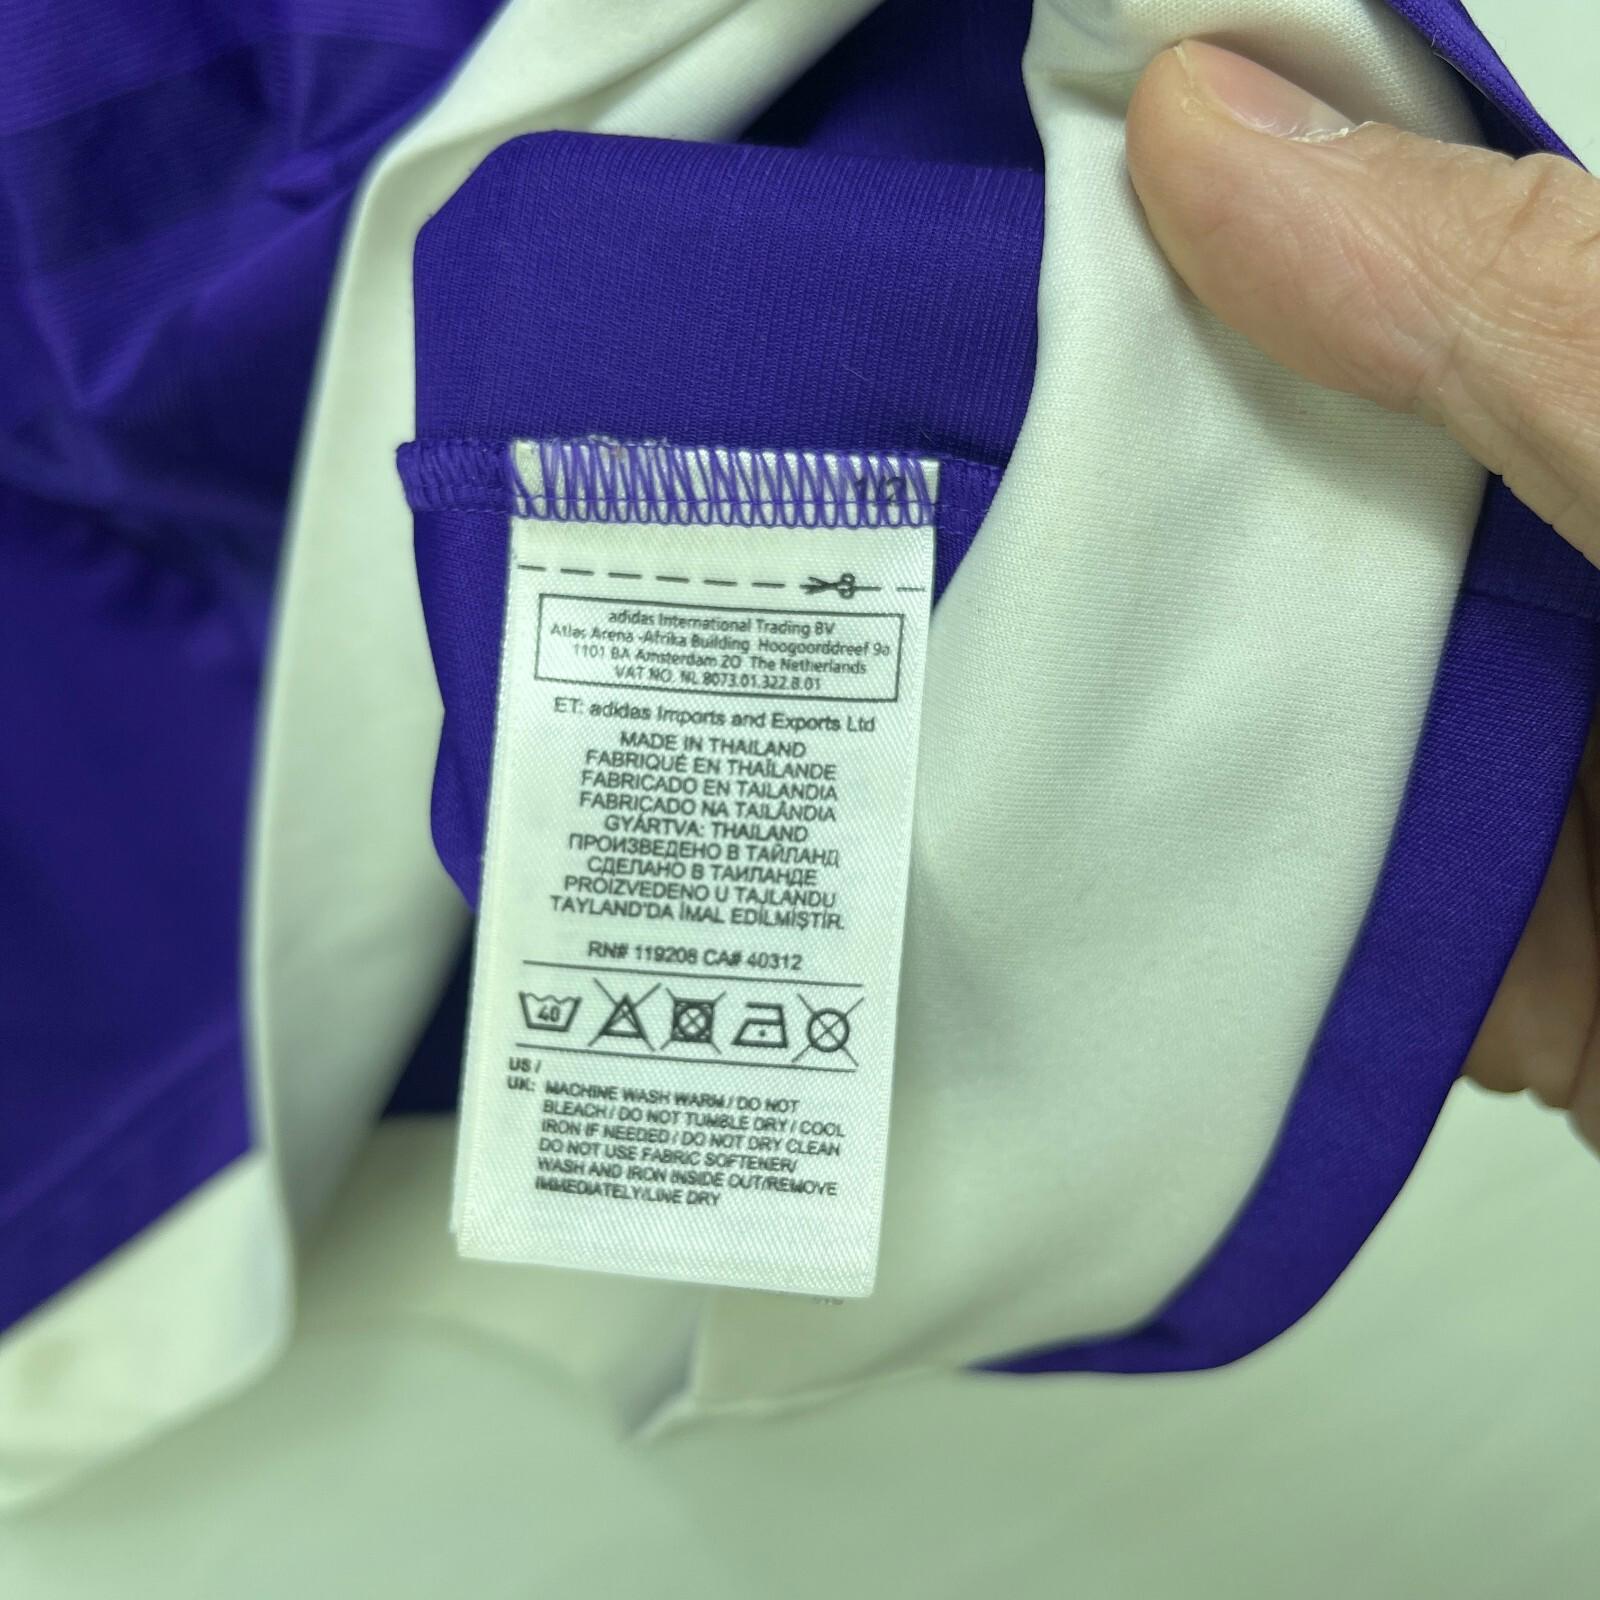 1/2
adidas International Trading BV
Atlas Arena -Afrika Building Hoogoorddreef 9a
1101 BA Amsterdam ZO The Netherlands
VAT NO. NL 8073.01.322.B.01
ET: adidas Imports and Exports Ltd
MADE IN THAILAND
FABRIQUÉ EN THAÏLANDE
FABRICADO EN TAILANDIA
FABRICADO NA TAILÂNDIA
GYÁRTVA: THAILAND
ПРОИЗВЕДЕНО В ТАЙЛАНД
СДЕЛАНО В ТАИЛАНДЕ
PROIZVEDENO U TAJLANDU
TAYLAND'DA İMAL EDİLMİŞTİR.
RN# 119208 CA# 40312
40
US /
UK: MACHINE WASH WARM / DO NOT
BLEACH / DO NOT TUMBLE DRY / COOL
IRON IF NEEDED / DO NOT DRY CLEAN
DO NOT USE FABRIC SOFTENER/
WASH AND IRON INSIDE OUT/REMOVE
IMMEDIATELY/LINE DRY